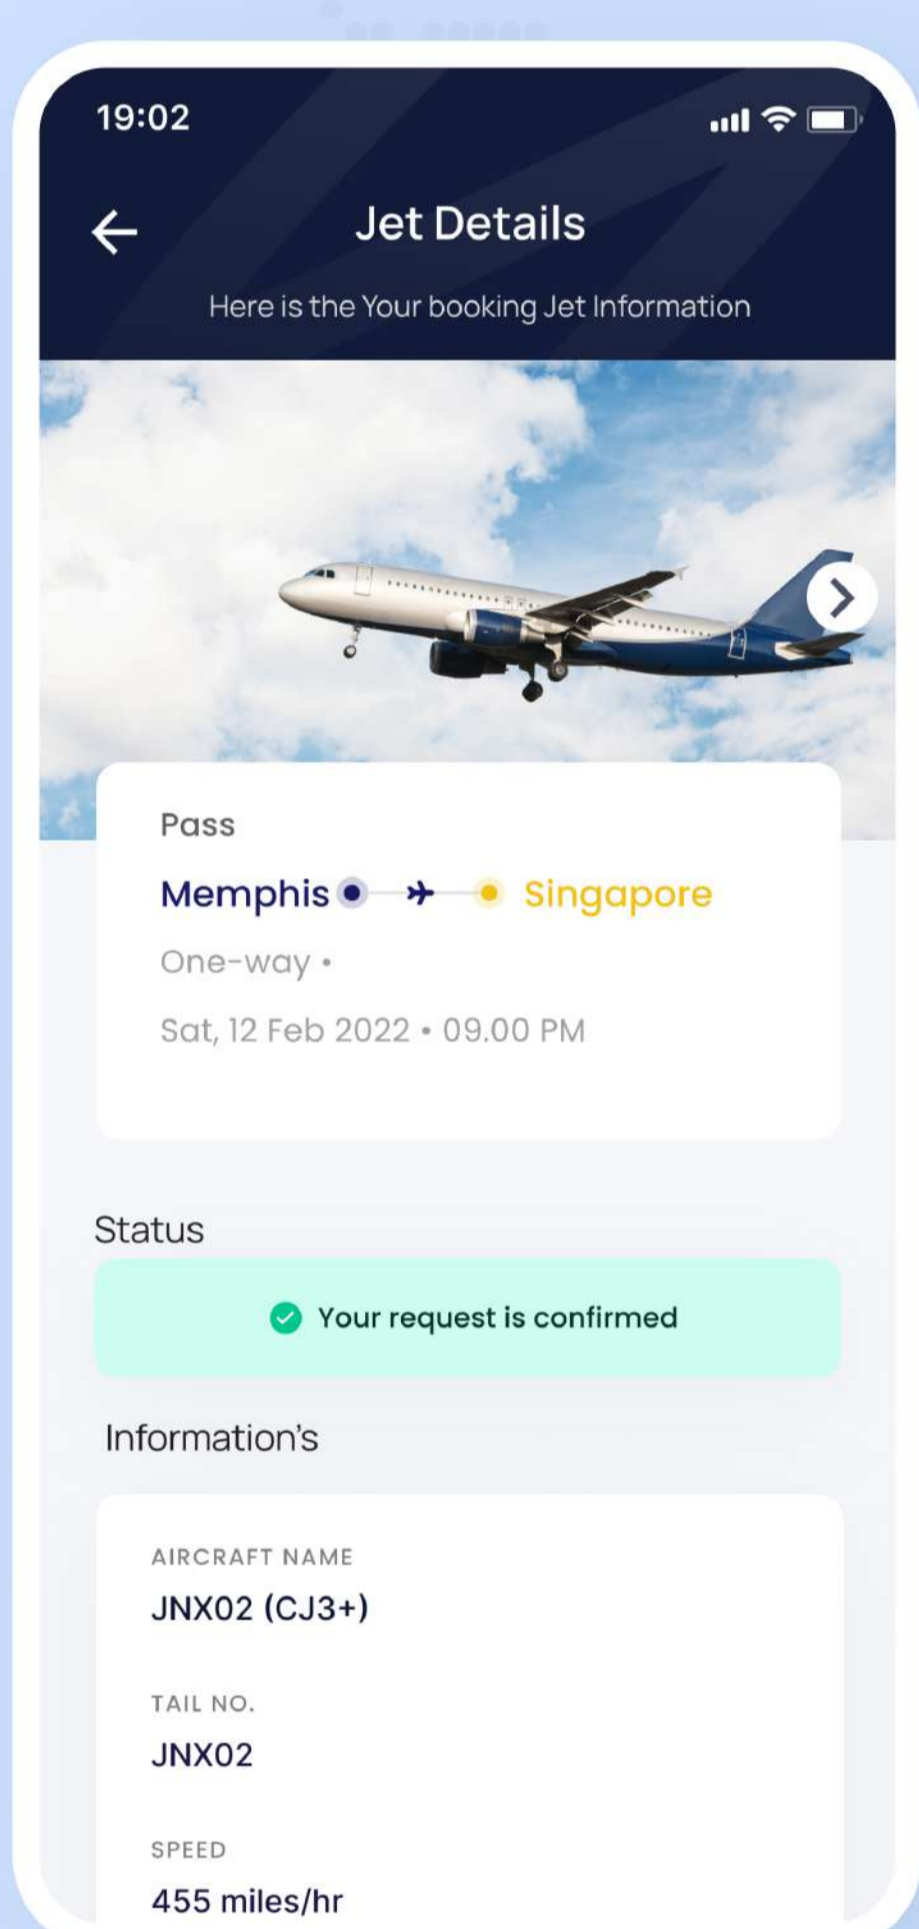 19:02
Jet Details
Here is the Your booking Jet Information
Pass
Memphis Singapore
One-way •
Sat, 12 Feb 2022 • 09.00 PM
Status
Your request is confirmed
Information's
AIRCRAFT NAME
JNX02 (CJ3+)
TAIL NO.
JNX02
SPEED
455 miles/hr